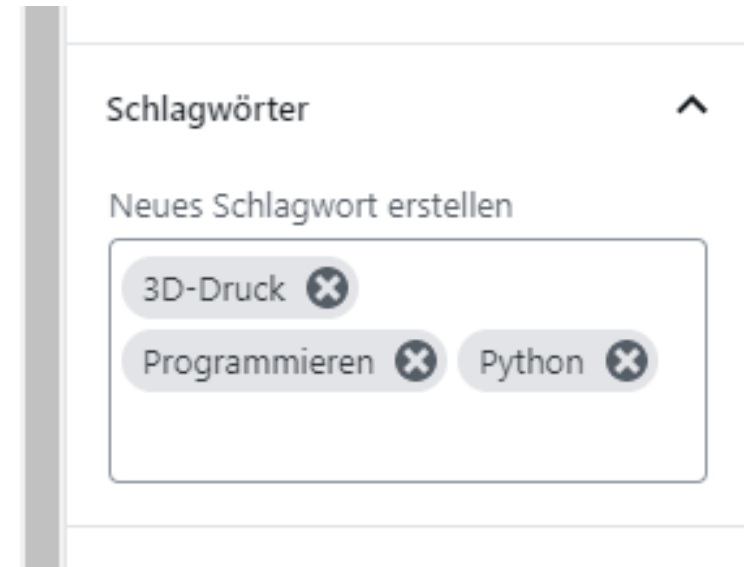 Schlagwörter
Neues Schlagwort erstellen
3D-Druck
Programmieren Python